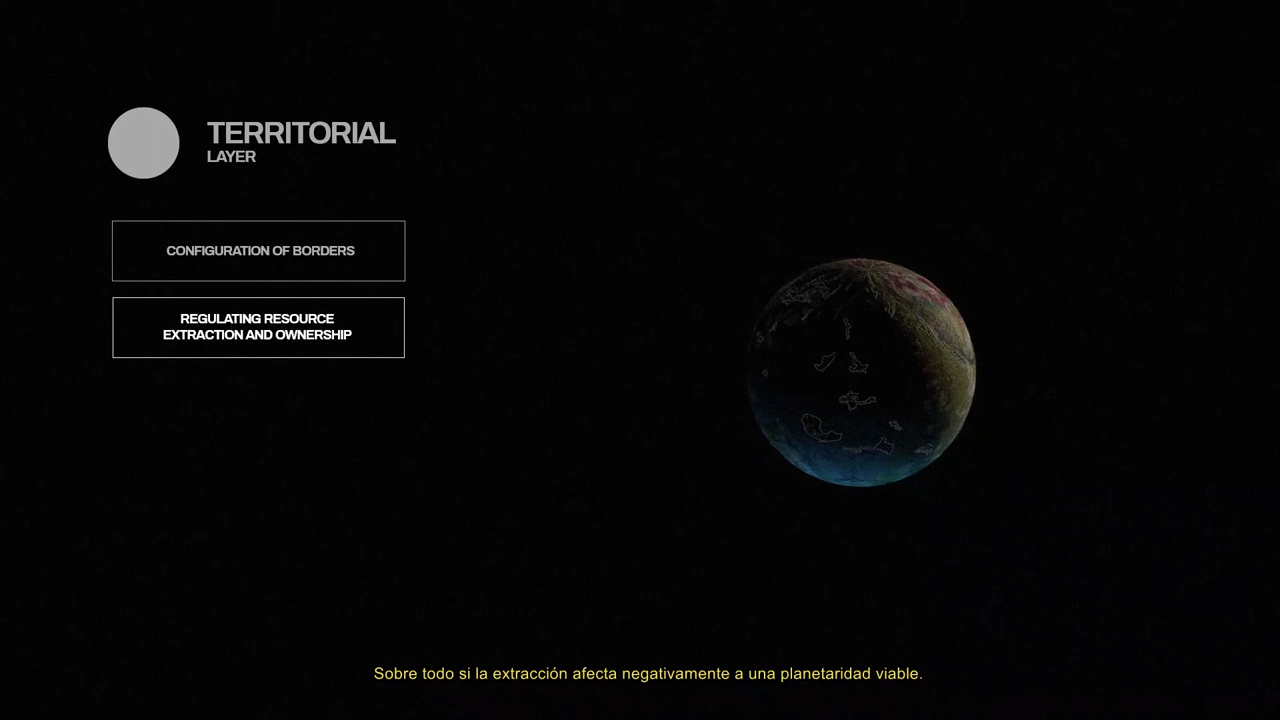 TERRITORIAL
LAYER
CONFIGURATION OF BORDERS
REGULATING RESOURCE
EXTRACTION AND OWNERSHIP
Sobre todo si la extracción afecta negativamente a una planetaridad viable.